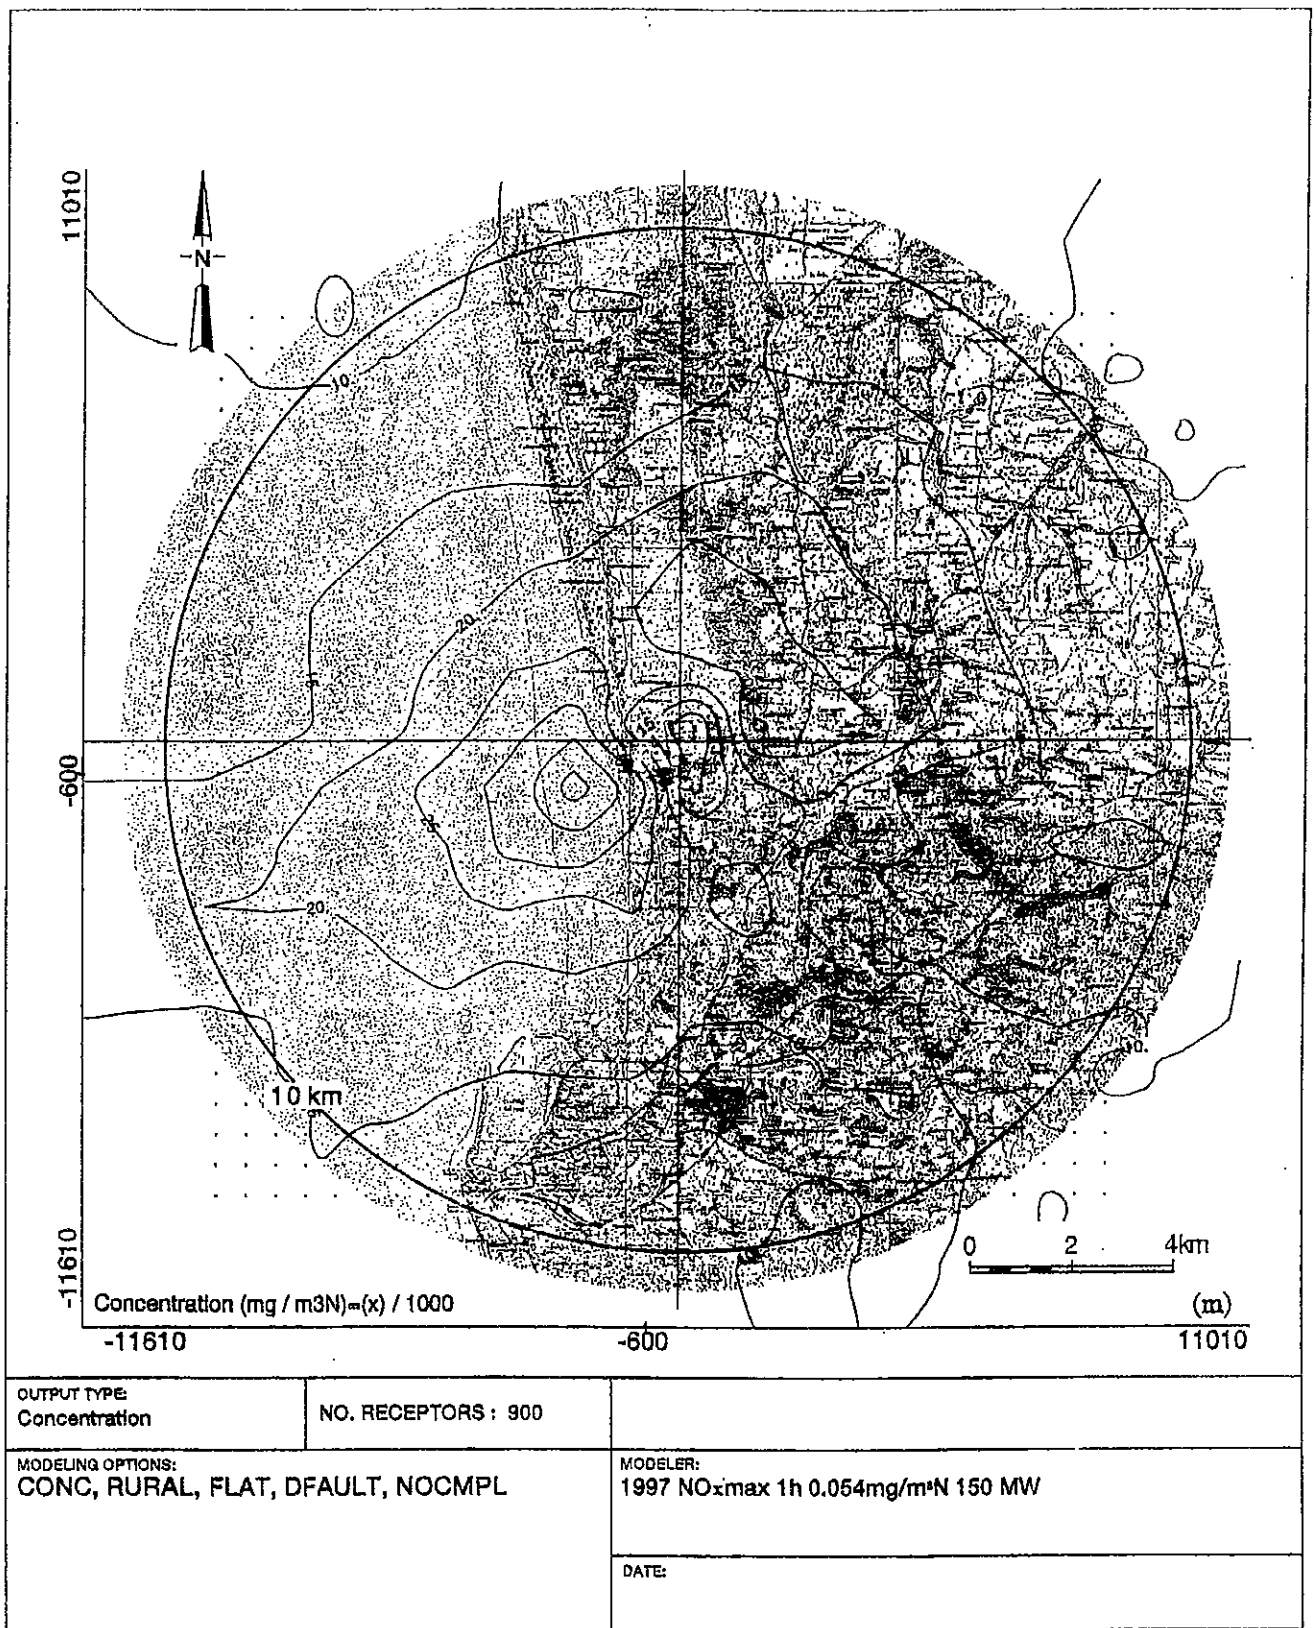 11010
N
10
20
25
20
10 km
10.
-600
-11610
0 2 4km
Concentration (mg / m3N)=(x) / 1000
(m)
-11610 -600 11010
OUTPUT TYPE:
Concentration
NO. RECEPTORS : 900
MODELING OPTIONS:
CONC, RURAL, FLAT, DFAULT, NOCMPL
MODELER:
1997 NOxmax 1h 0.054mg/m³N 150 MW
DATE: